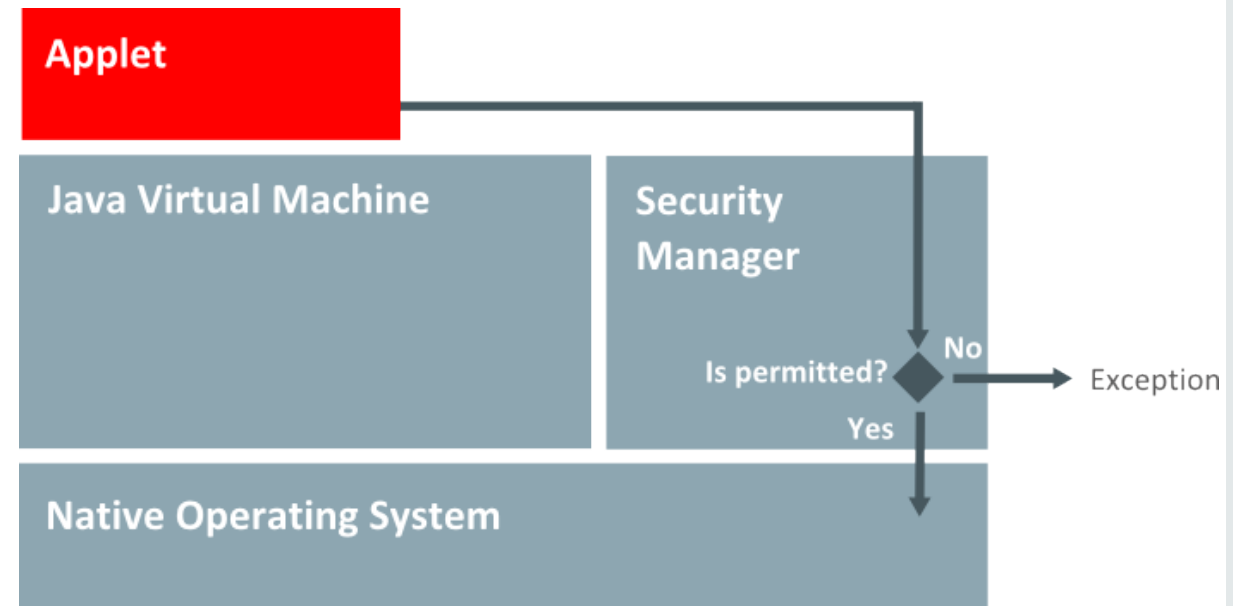 Applet
Java Virtual Machine
Security
Manager
No
Is permitted?
Exception
Yes
Native Operating System